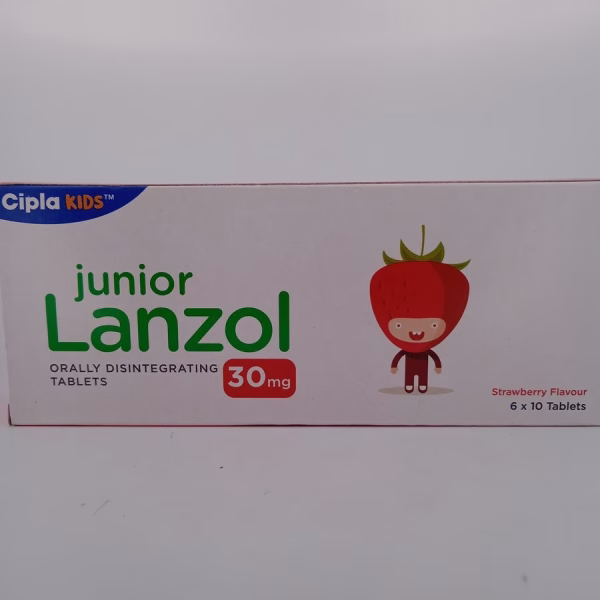 Cipla KIDS™
junior
Lanzol
ORALLY DISINTEGRATING
TABLETS
30mg
Strawberry Flavour
6 x 10 Tablets